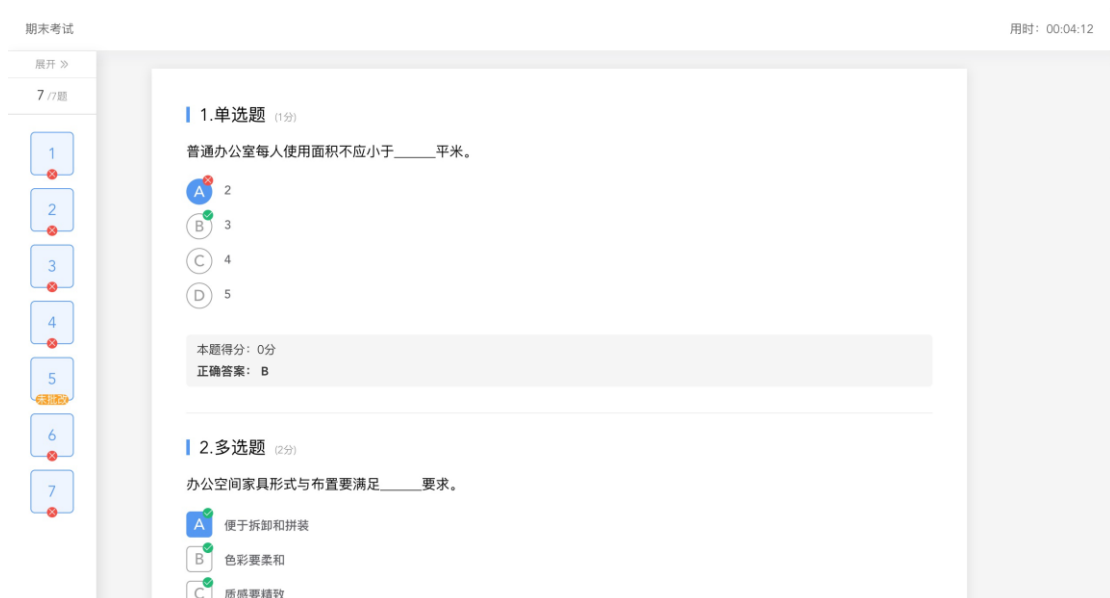 期末考试
用时：00:04:12
展开 »
7 /7题
1
2
3
4
5
未批改
6
7
1.单选题 (1分)
普通办公室每人使用面积不应小于______平米。
A 2
B 3
C 4
D 5
本题得分：0分
正确答案： B
2.多选题 (2分)
办公空间家具形式与布置要满足______要求。
A 便于拆卸和拼装
B 色彩要柔和
C 质感要精致